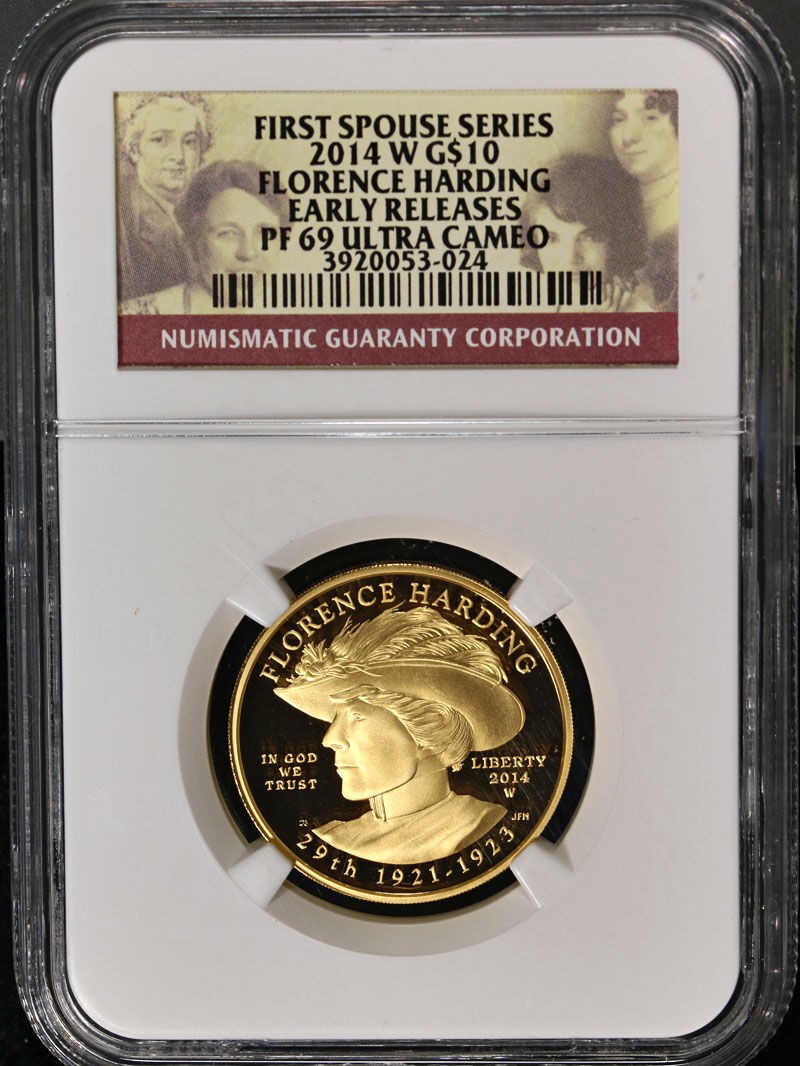 FIRST SPOUSE SERIES
2014 W G$10
FLORENCE HARDING
EARLY RELEASES
PF 69 ULTRA CAMEO
3920053-024
NUMISMATIC GUARANTY CORPORATION
FLORENCE HARDING
IN GOD
WE
TRUST
LIBERTY
2014
W
JFM
29th 1921-1923